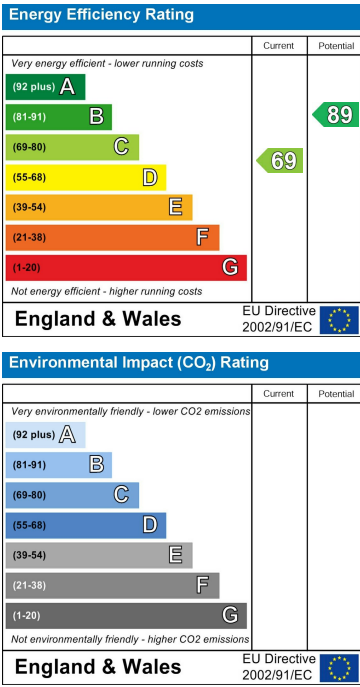 Energy Efficiency Rating
Current Potential
Very energy efficient - lower running costs
(92 plus) A
(81-91) B
89
(69-80) C
69
(55-68) D
(39-54) E
(21-38) F
(1-20) G
Not energy efficient - higher running costs
England & Wales
EU Directive
2002/91/EC
Environmental Impact (CO₂) Rating
Current Potential
Very environmentally friendly - lower CO2 emissions
(92 plus) A
(81-91) B
(69-80) C
(55-68) D
(39-54) E
(21-38) F
(1-20) G
Not environmentally friendly - higher CO2 emissions
England & Wales
EU Directive
2002/91/EC